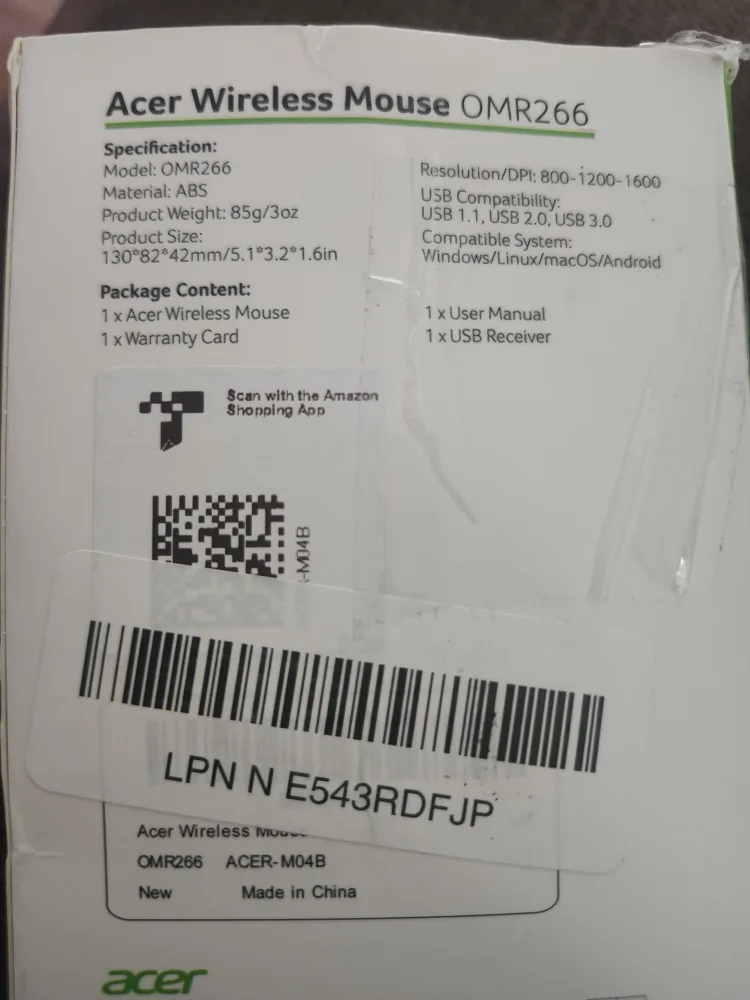 Acer Wireless Mouse OMR266
Specification:
Model: OMR266
Material: ABS
Product Weight: 85g/3oz
Product Size:
130*82*42mm/5.1*3.2*1.6in
Resolution/DPI: 800-1200-1600
USB Compatibility:
USB 1.1, USB 2.0, USB 3.0
Compatible System:
Windows/Linux/macOS/Android
Package Content:
1 x Acer Wireless Mouse
1 x Warranty Card
1 x User Manual
1 x USB Receiver
Scan with the Amazon
Shopping App
-M04B
LPN N E543RDFJP
Acer Wireless
OMR266 ACER-M04B
New Made in China
acer